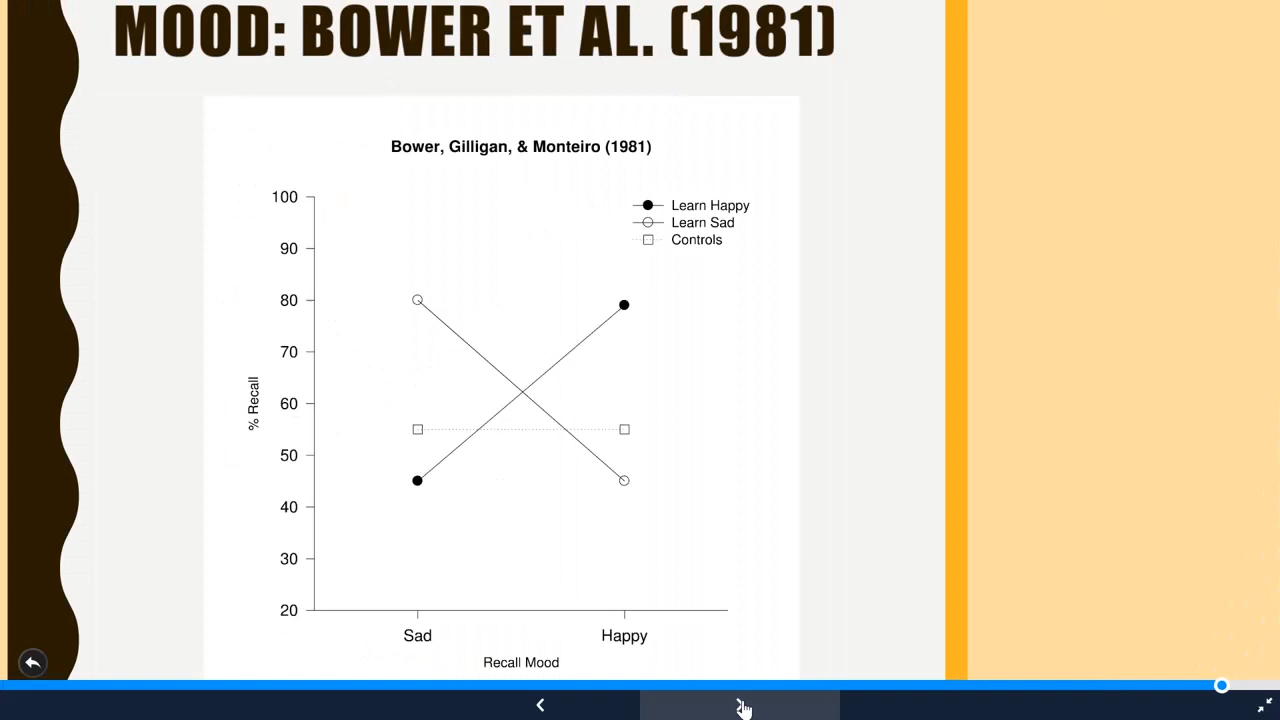 MOOD: BOWER ET AL. (1981)
Bower, Gilligan, & Monteiro (1981)
Learn Happy
Learn Sad
Controls
100
90
80
70
60
50
40
30
20
% Recall
Sad
Happy
Recall Mood